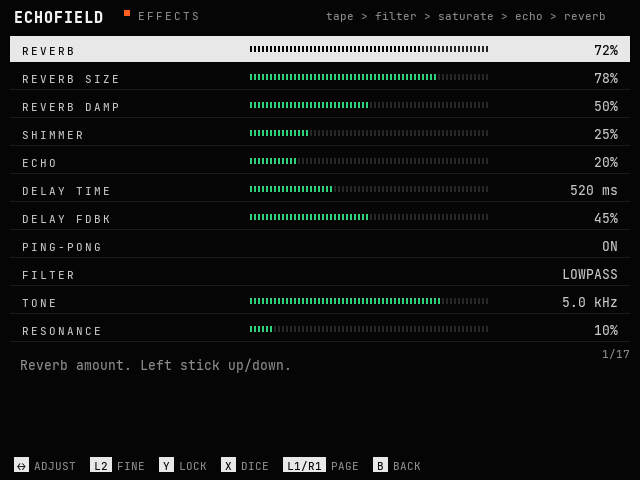 ECHOFIELD EFFECTS tape > filter > saturate > echo > reverb
REVERB 72%
REVERB SIZE 78%
REVERB DAMP 50%
SHIMMER 25%
ECHO 20%
DELAY TIME 520 ms
DELAY FDBK 45%
PING-PONG ON
FILTER LOWPASS
TONE 5.0 kHz
RESONANCE 10%
1/17
Reverb amount. Left stick up/down.
↔ ADJUST L2 FINE Y LOCK X DICE L1/R1 PAGE B BACK